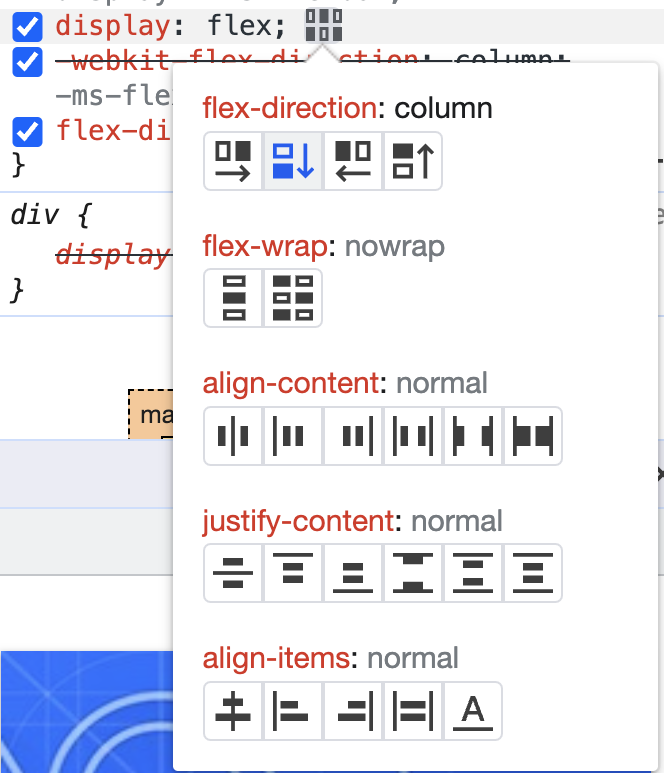 display: flex;
-webkit-flex-direction: column;
-ms-flex
flex-di
}
flex-direction: column
div {
display
}
flex-wrap: nowrap
align-content: normal
ma
justify-content: normal
align-items: normal
A